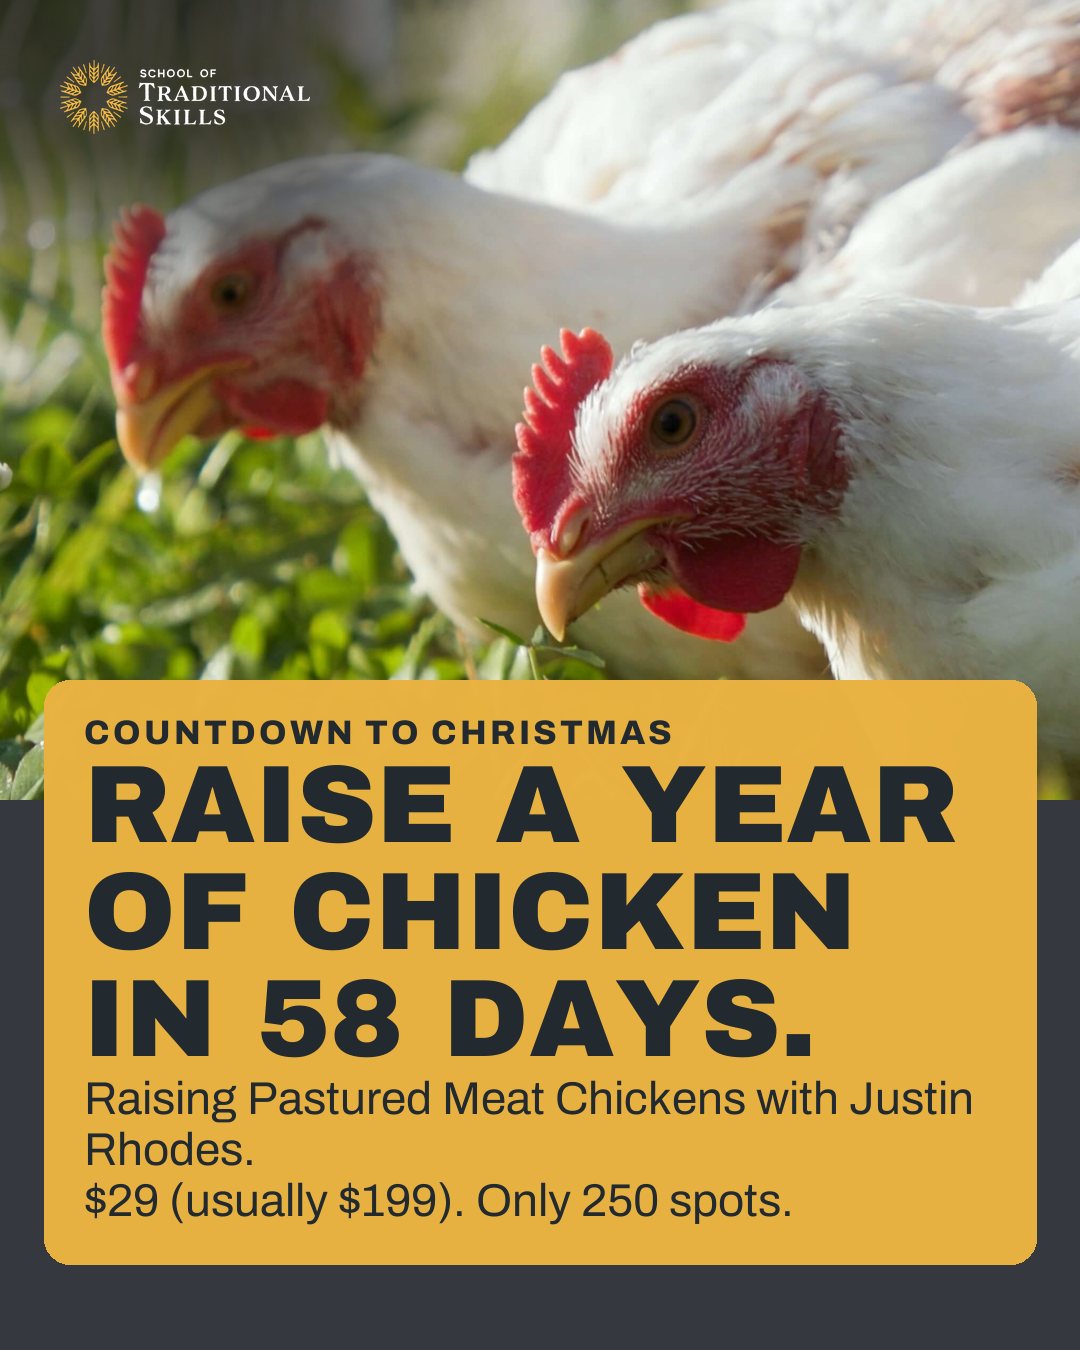 SCHOOL OF
TRADITIONAL
SKILLS
COUNTDOWN TO CHRISTMAS
RAISE A YEAR
OF CHICKEN
IN 58 DAYS.
Raising Pastured Meat Chickens with Justin
Rhodes.
$29 (usually $199). Only 250 spots.